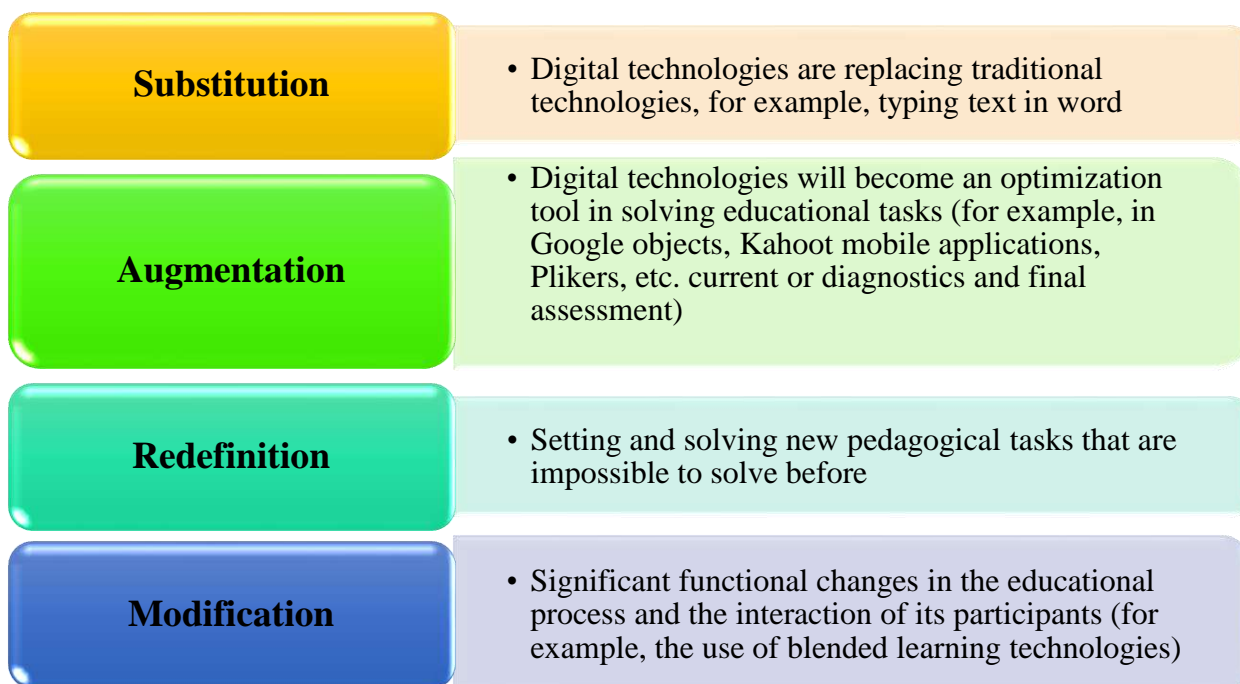 Substitution
• Digital technologies are replacing traditional
technologies, for example, typing text in word
Augmentation
• Digital technologies will become an optimization
tool in solving educational tasks (for example, in
Google objects, Kahoot mobile applications,
Plikers, etc. current or diagnostics and final
assessment)
Redefinition
• Setting and solving new pedagogical tasks that are
impossible to solve before
Modification
• Significant functional changes in the educational
process and the interaction of its participants (for
example, the use of blended learning technologies)